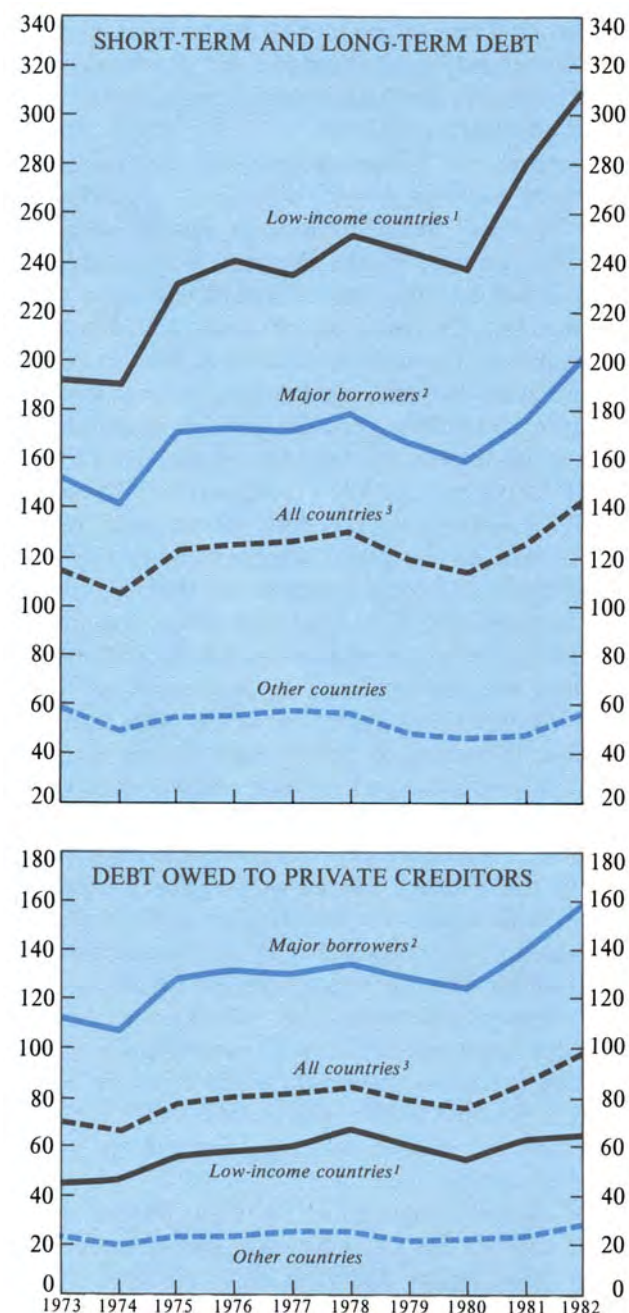 SHORT-TERM AND LONG-TERM DEBT
340 340
320 320
300 300
280 280
260 260
Low-income countries¹
240 240
220 220
200 200
Major borrowers²
180 180
160 160
140 140
All countries³
120 120
100 100
80 80
Other countries
60 60
40 40
20 20
180 180
DEBT OWED TO PRIVATE CREDITORS
160 160
Major borrowers²
140 140
120 120
100 100
All countries³
80 80
60 60
Low-income countries¹
40 40
20 20
Other countries
0 0
1973 1974 1975 1976 1977 1978 1979 1980 1981 1982